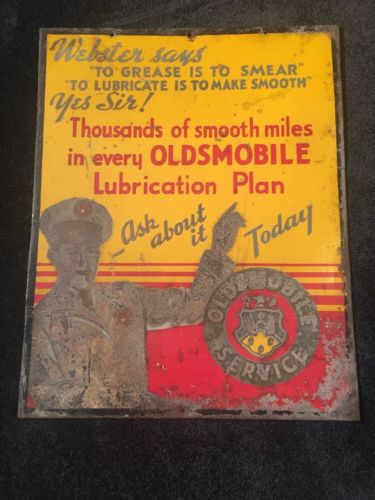 Webster says
"TO GREASE IS TO SMEAR"
"TO LUBRICATE IS TO MAKE SMOOTH"
Yes Sir!
Thousands of smooth miles
in every OLDSMOBILE
Lubrication Plan
Ask about it Today
OLDSMOBILE SERVICE